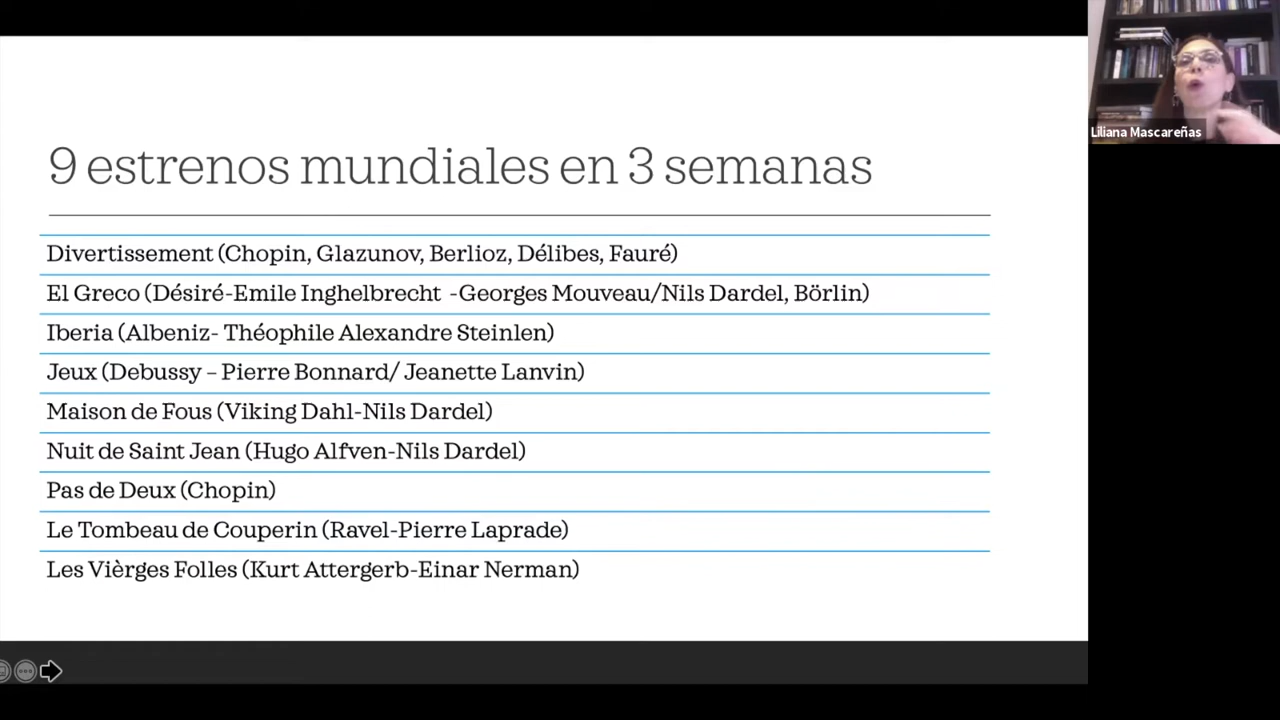 9 estrenos mundiales en 3 semanas
Divertissement (Chopin, Glazunov, Berlioz, Délibes, Fauré)
El Greco (Désiré-Emile Inghelbrecht -Georges Mouveau/Nils Dardel, Börlin)
Iberia (Albeniz- Théophile Alexandre Steinlen)
Jeux (Debussy – Pierre Bonnard/ Jeanette Lanvin)
Maison de Fous (Viking Dahl-Nils Dardel)
Nuit de Saint Jean (Hugo Alfven-Nils Dardel)
Pas de Deux (Chopin)
Le Tombeau de Couperin (Ravel-Pierre Laprade)
Les Vièrges Folles (Kurt Attergerb-Einar Nerman)
Liliana Mascareñas